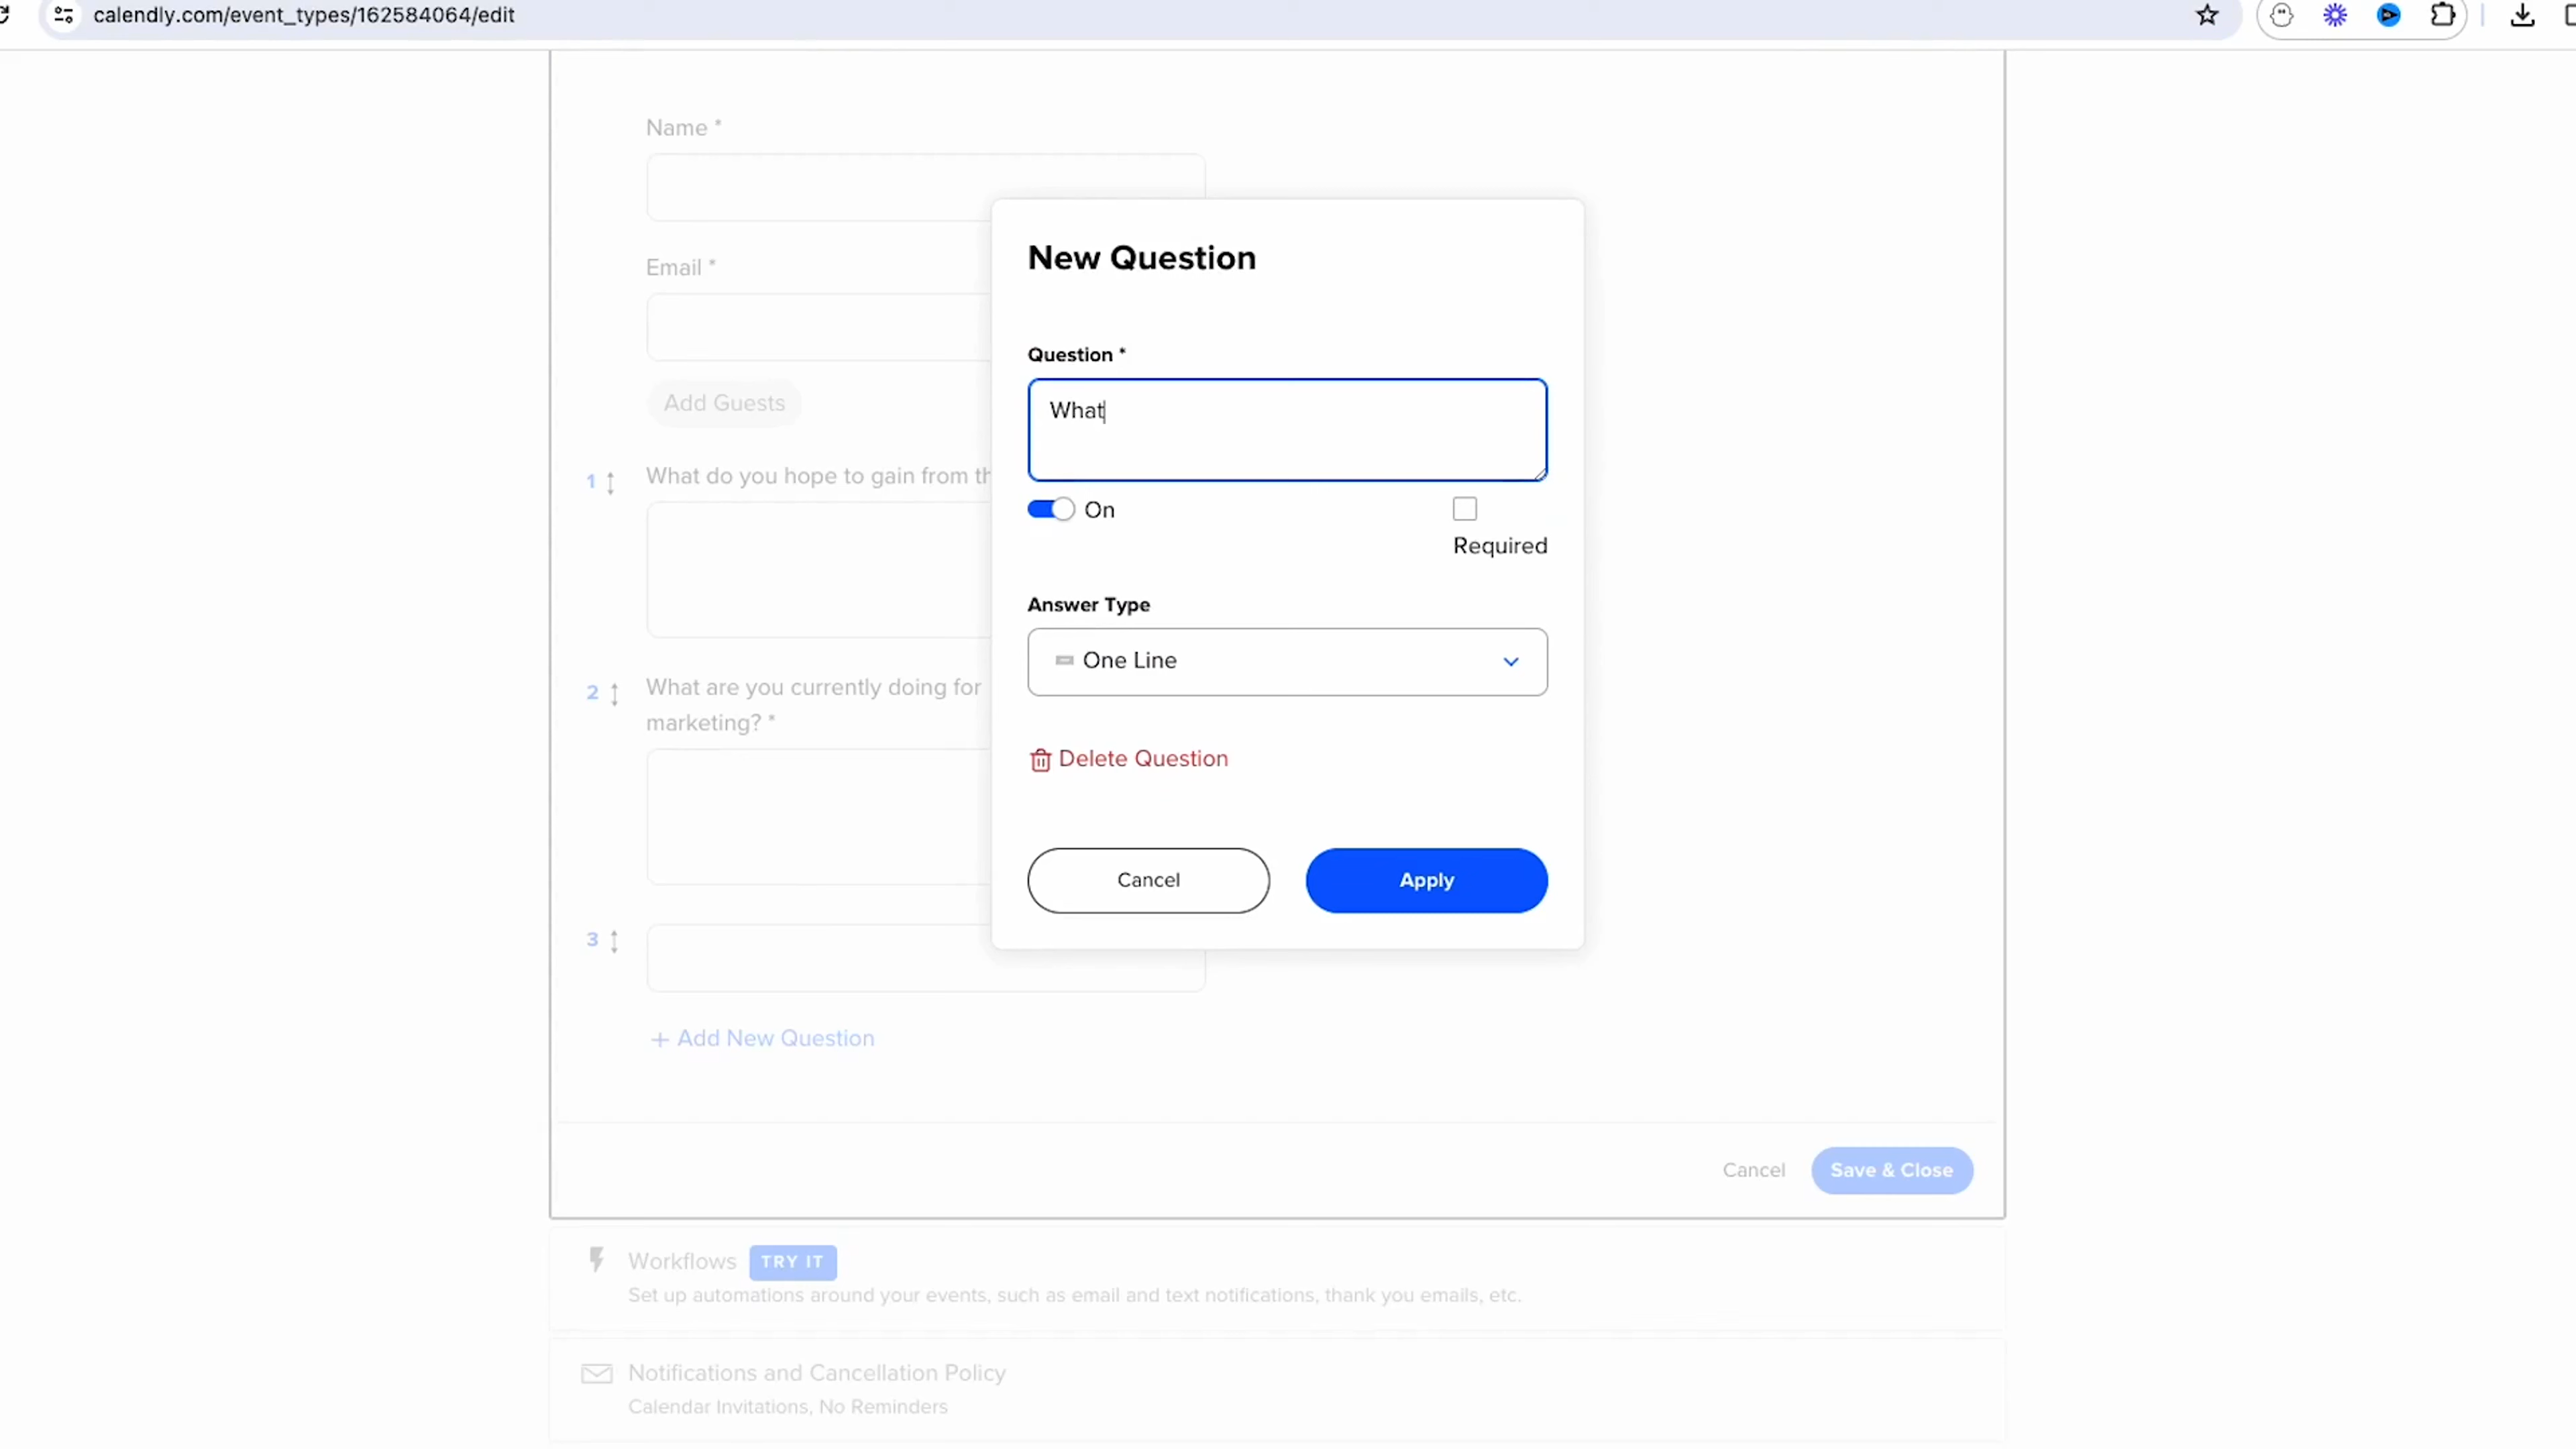 calendly.com/event_types/162584064/edit
Name *
Email *
Add Guests
1 What do you hope to gain from
2 What are you currently doing for
marketing? *
3
+ Add New Question
New Question
Question *
What
On
Required
Answer Type
One Line
Delete Question
Cancel
Apply
Cancel
Save & Close
Workflows TRY IT
Set up automations around your events, such as email and text notifications, thank you emails, etc.
Notifications and Cancellation Policy
Calendar Invitations, No Reminders